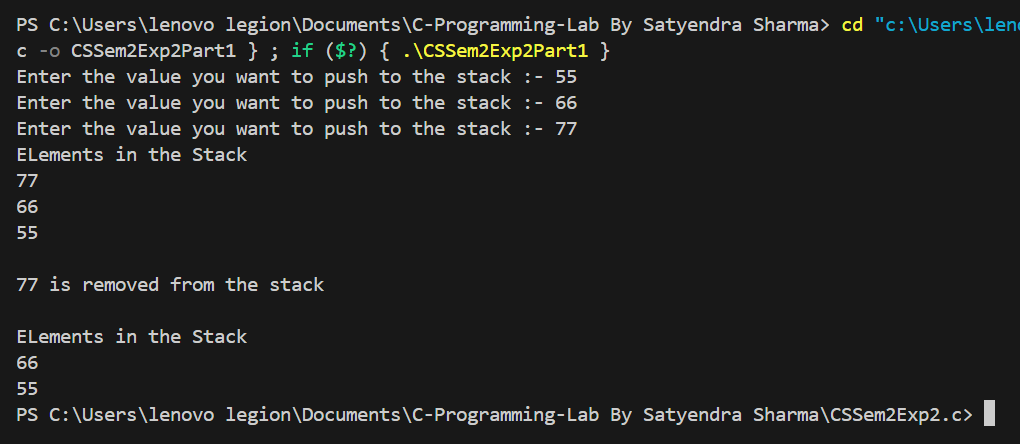 PS C:\Users\lenovo legion\Documents\C-Programming-Lab By Satyendra Sharma> cd "c:\Users\len
c -o CSSem2Exp2Part1 } ; if ($?) { .\CSSem2Exp2Part1 }
Enter the value you want to push to the stack :- 55
Enter the value you want to push to the stack :- 66
Enter the value you want to push to the stack :- 77
ELements in the Stack
77
66
55
77 is removed from the stack
ELements in the Stack
66
55
PS C:\Users\lenovo legion\Documents\C-Programming-Lab By Satyendra Sharma\CSSem2Exp2.c>